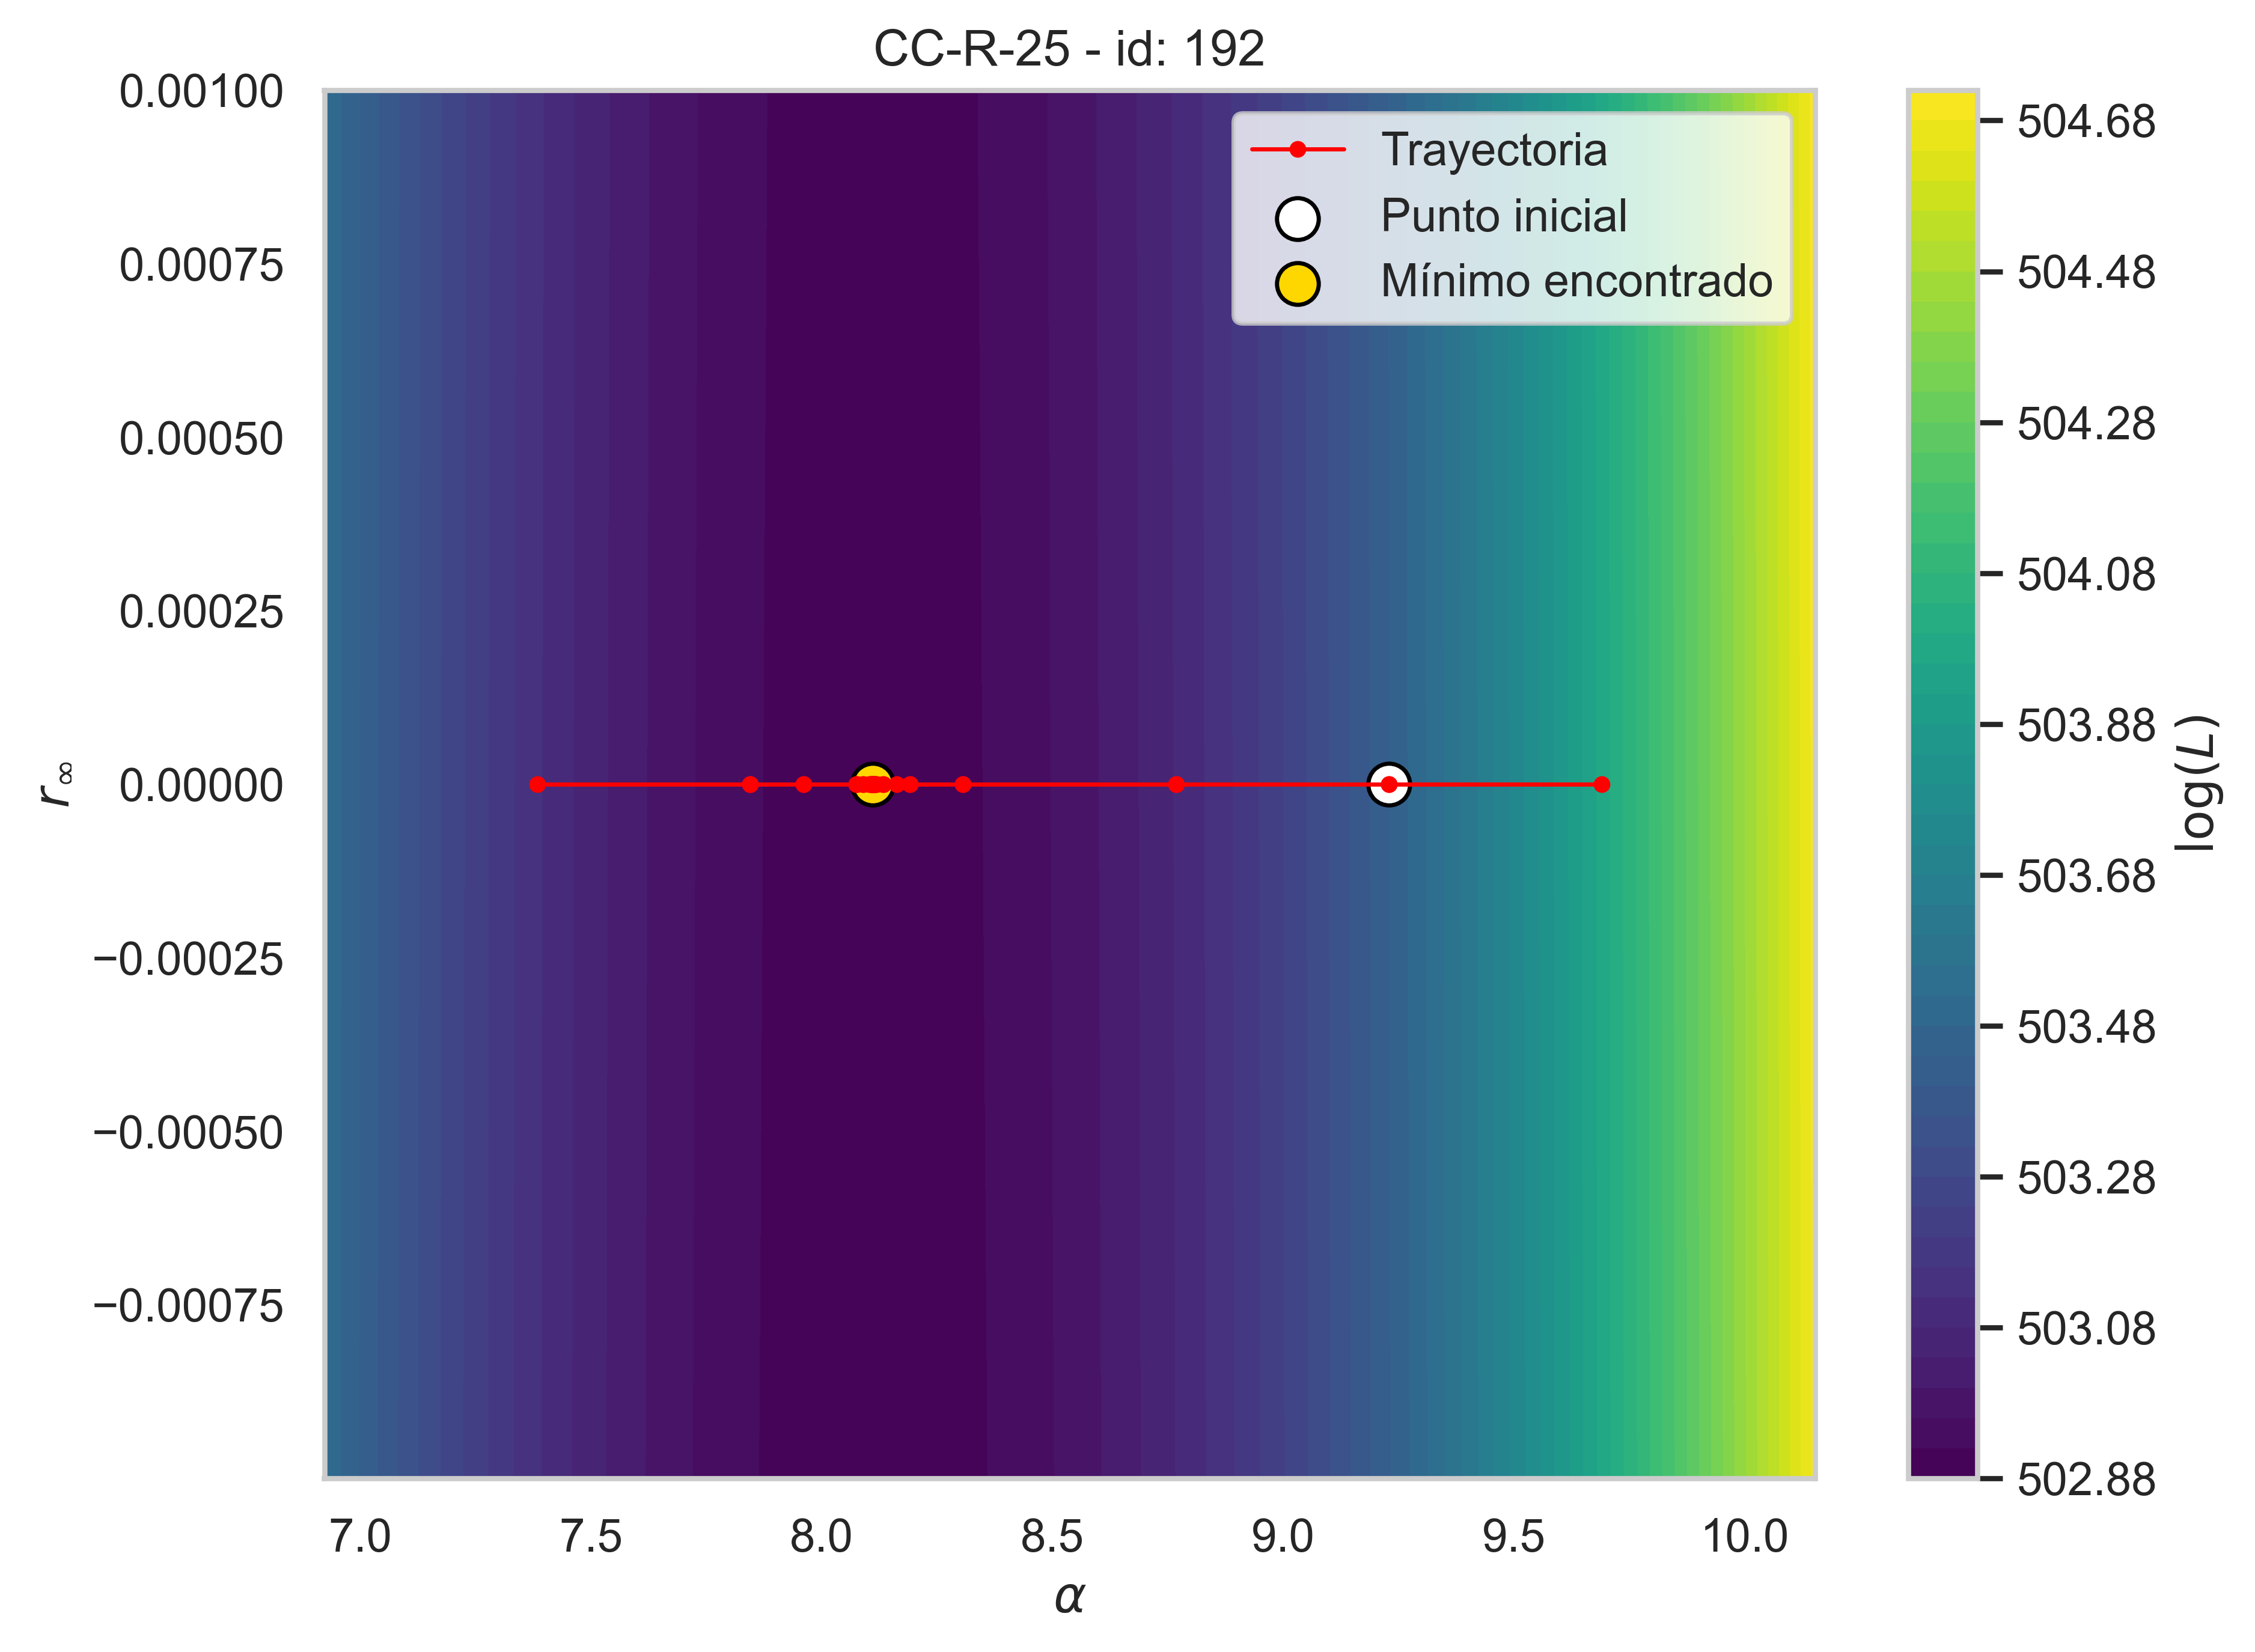 CC-R-25 - id: 192
0.00100
0.00075
0.00050
0.00025
0.00000
−0.00025
−0.00050
−0.00075
r∞
7.0 7.5 8.0 8.5 9.0 9.5 10.0
α
Trayectoria
Punto inicial
Mínimo encontrado
504.68
504.48
504.28
504.08
503.88
503.68
503.48
503.28
503.08
502.88
log(L)